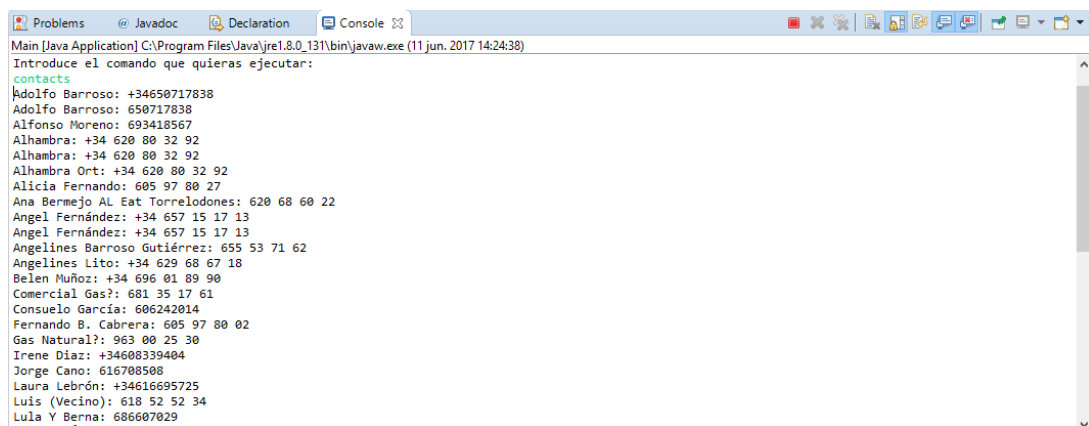 Problems @ Javadoc Declaration Console
Main [Java Application] C:\Program Files\Java\jre1.8.0_131\bin\javaw.exe (11 jun. 2017 14:24:38)
Introduce el comando que quieras ejecutar:
contacts
Adolfo Barroso: +34650717838
Adolfo Barroso: 650717838
Alfonso Moreno: 693418567
Alhambra: +34 620 80 32 92
Alhambra: +34 620 80 32 92
Alhambra Ort: +34 620 80 32 92
Alicia Fernando: 605 97 80 27
Ana Bermejo AL Eat Torrelodones: 620 68 60 22
Angel Fernández: +34 657 15 17 13
Angel Fernández: +34 657 15 17 13
Angelines Barroso Gutiérrez: 655 53 71 62
Angelines Lito: +34 629 68 67 18
Belen Muñoz: +34 696 01 89 90
Comercial Gas?: 681 35 17 61
Consuelo García: 606242014
Fernando B. Cabrera: 605 97 80 02
Gas Natural?: 963 00 25 30
Irene Diaz: +34608339404
Jorge Cano: 616708508
Laura Lebrón: +34616695725
Luis (Vecino): 618 52 52 34
Lula Y Berna: 686607029